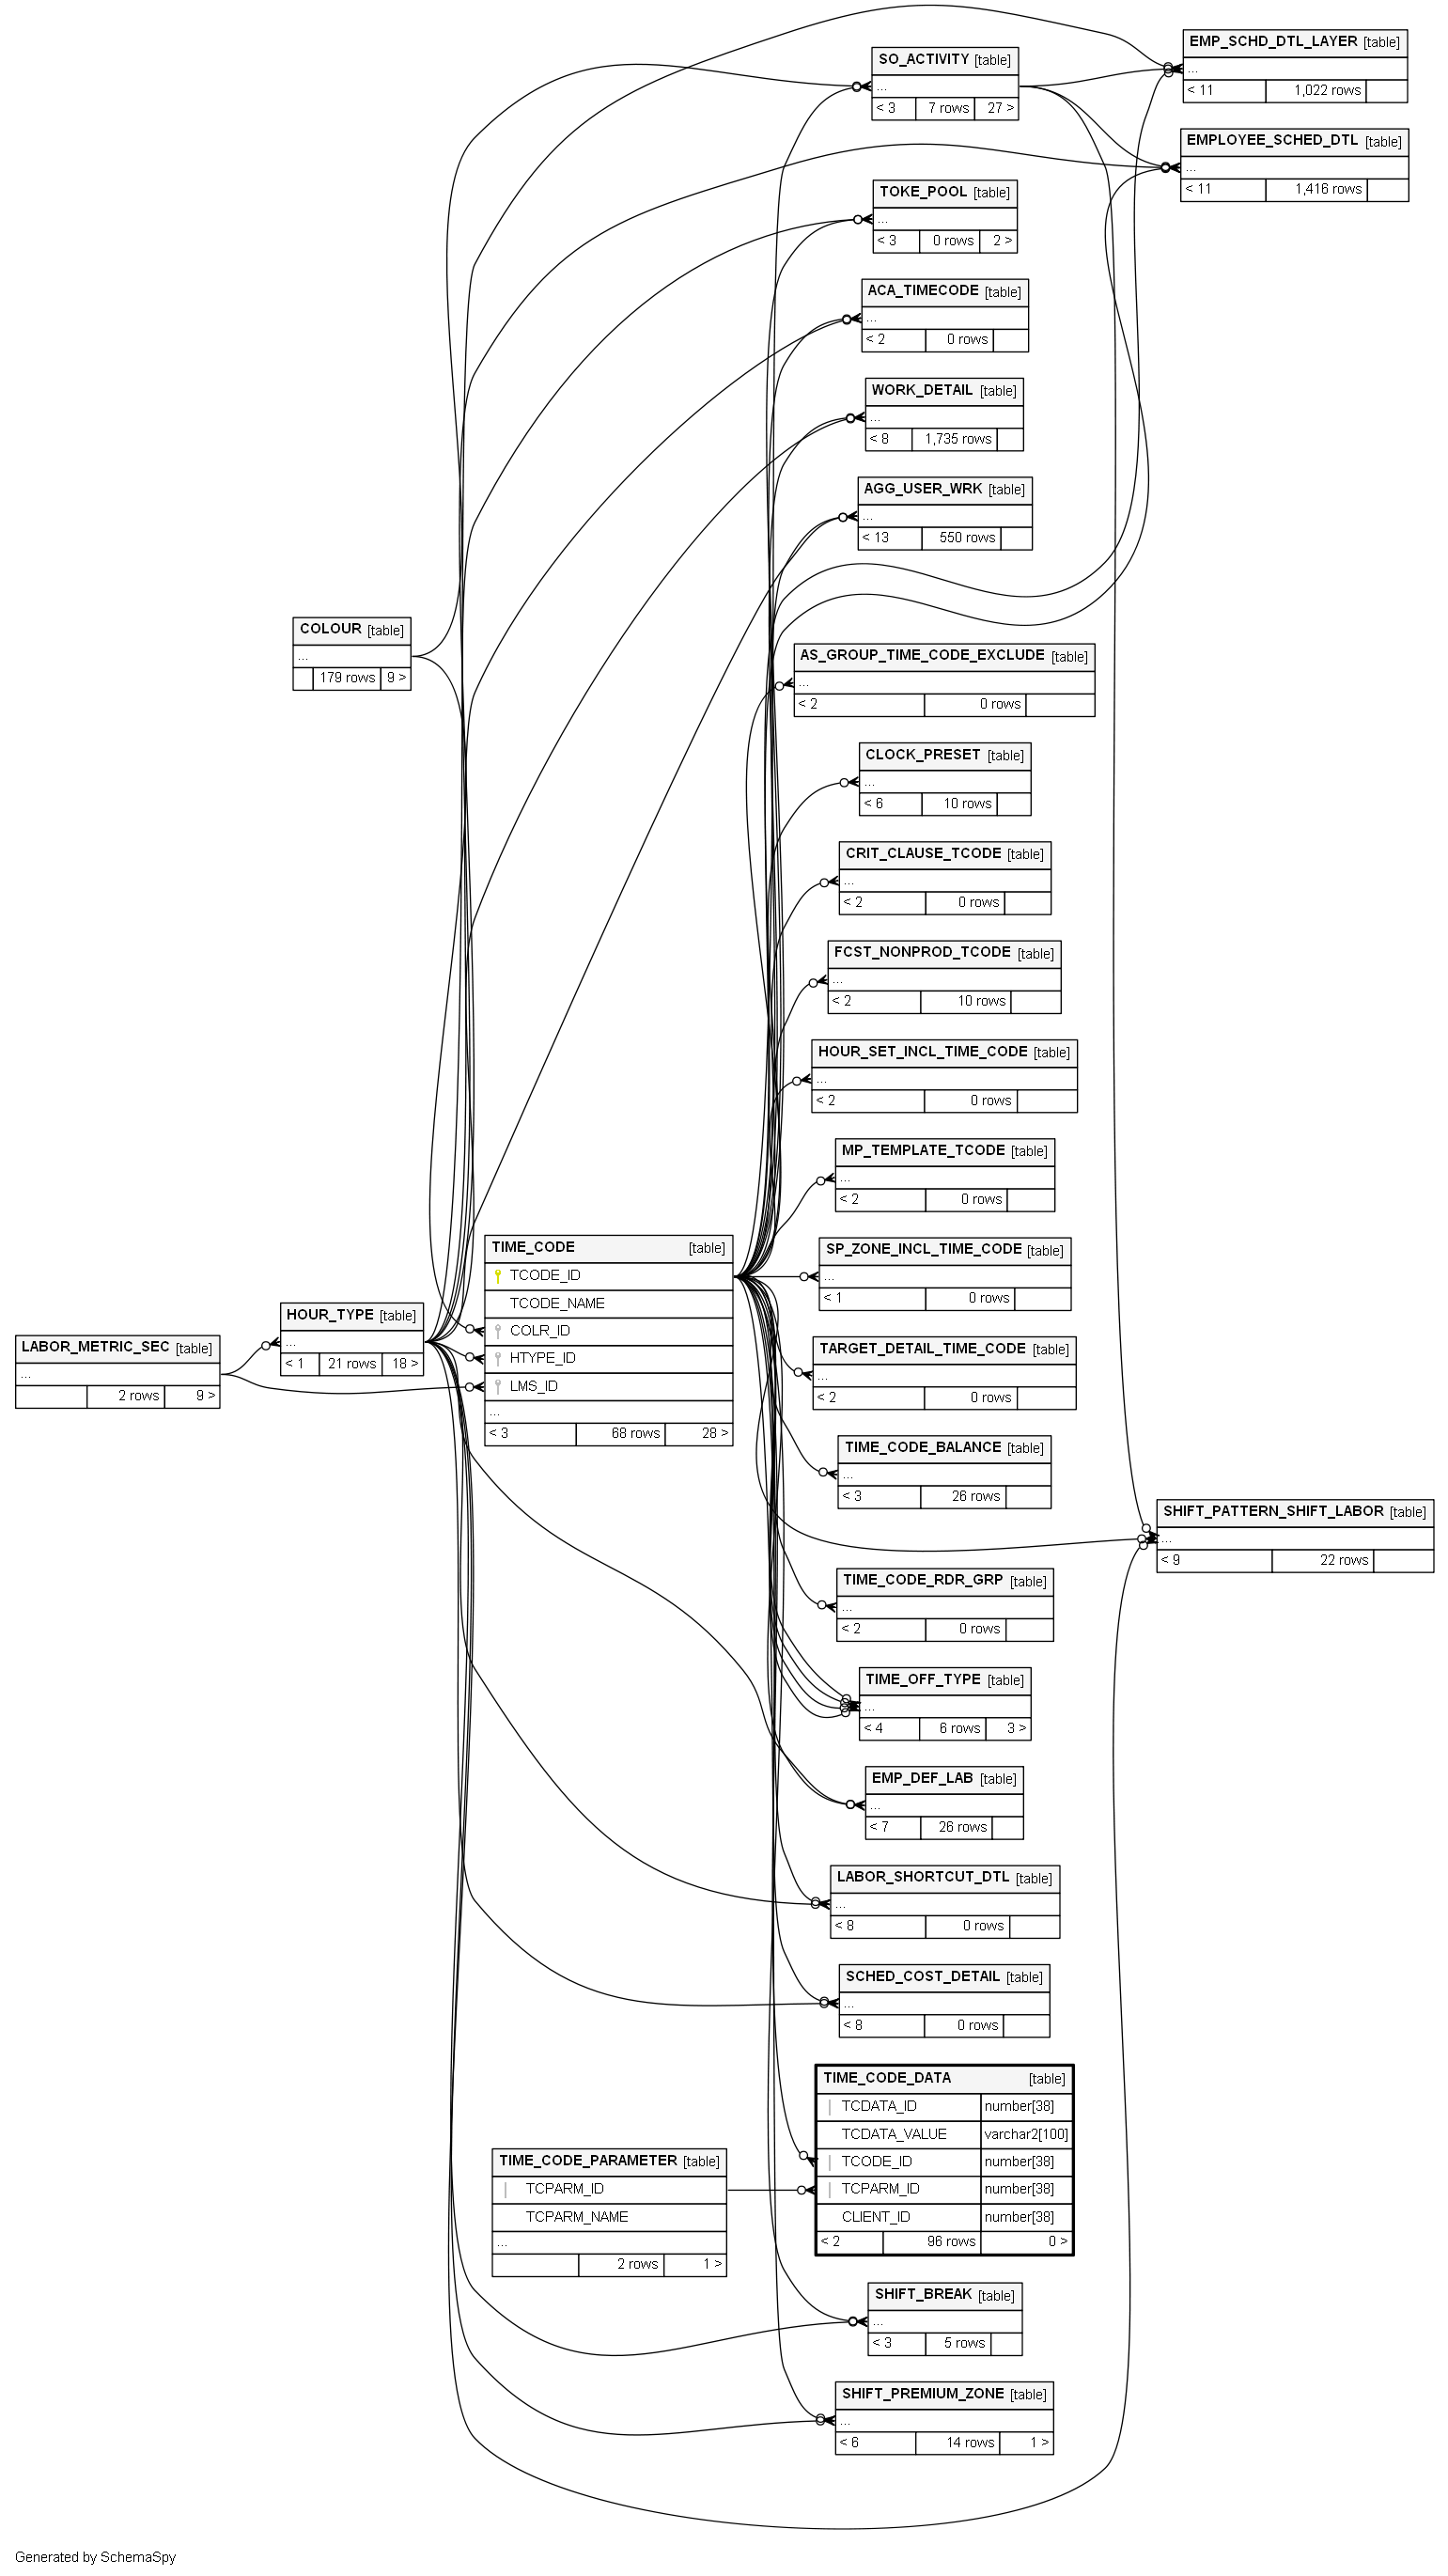 EMP_SCHD_DTL_LAYER [table]
...
< 11 1,022 rows
SO_ACTIVITY [table]
...
< 3 7 rows 27 >
EMPLOYEE_SCHED_DTL [table]
...
< 11 1,416 rows
TOKE_POOL [table]
...
< 3 0 rows 2 >
ACA_TIMECODE [table]
...
< 2 0 rows
WORK_DETAIL [table]
...
< 8 1,735 rows
AGG_USER_WRK [table]
...
< 13 550 rows
COLOUR [table]
...
179 rows 9 >
AS_GROUP_TIME_CODE_EXCLUDE [table]
...
< 2 0 rows
CLOCK_PRESET [table]
...
< 6 10 rows
CRIT_CLAUSE_TCODE [table]
...
< 2 0 rows
FCST_NONPROD_TCODE [table]
...
< 2 10 rows
HOUR_SET_INCL_TIME_CODE [table]
...
< 2 0 rows
MP_TEMPLATE_TCODE [table]
...
< 2 0 rows
SP_ZONE_INCL_TIME_CODE [table]
...
< 1 0 rows
TIME_CODE [table]
TCODE_ID
TCODE_NAME
COLR_ID
HTYPE_ID
LMS_ID
...
< 3 68 rows 28 >
HOUR_TYPE [table]
...
< 1 21 rows 18 >
LABOR_METRIC_SEC [table]
...
2 rows 9 >
TARGET_DETAIL_TIME_CODE [table]
...
< 2 0 rows
TIME_CODE_BALANCE [table]
...
< 3 26 rows
SHIFT_PATTERN_SHIFT_LABOR [table]
...
< 9 22 rows
TIME_CODE_RDR_GRP [table]
...
< 2 0 rows
TIME_OFF_TYPE [table]
...
< 4 6 rows 3 >
EMP_DEF_LAB [table]
...
< 7 26 rows
LABOR_SHORTCUT_DTL [table]
...
< 8 0 rows
SCHED_COST_DETAIL [table]
...
< 8 0 rows
TIME_CODE_DATA [table]
TCDATA_ID number[38]
TCDATA_VALUE varchar2[100]
TCODE_ID number[38]
TCPARM_ID number[38]
CLIENT_ID number[38]
< 2 96 rows 0 >
TIME_CODE_PARAMETER [table]
TCPARM_ID
TCPARM_NAME
...
2 rows 1 >
SHIFT_BREAK [table]
...
< 3 5 rows
SHIFT_PREMIUM_ZONE [table]
...
< 6 14 rows 1 >
Generated by SchemaSpy